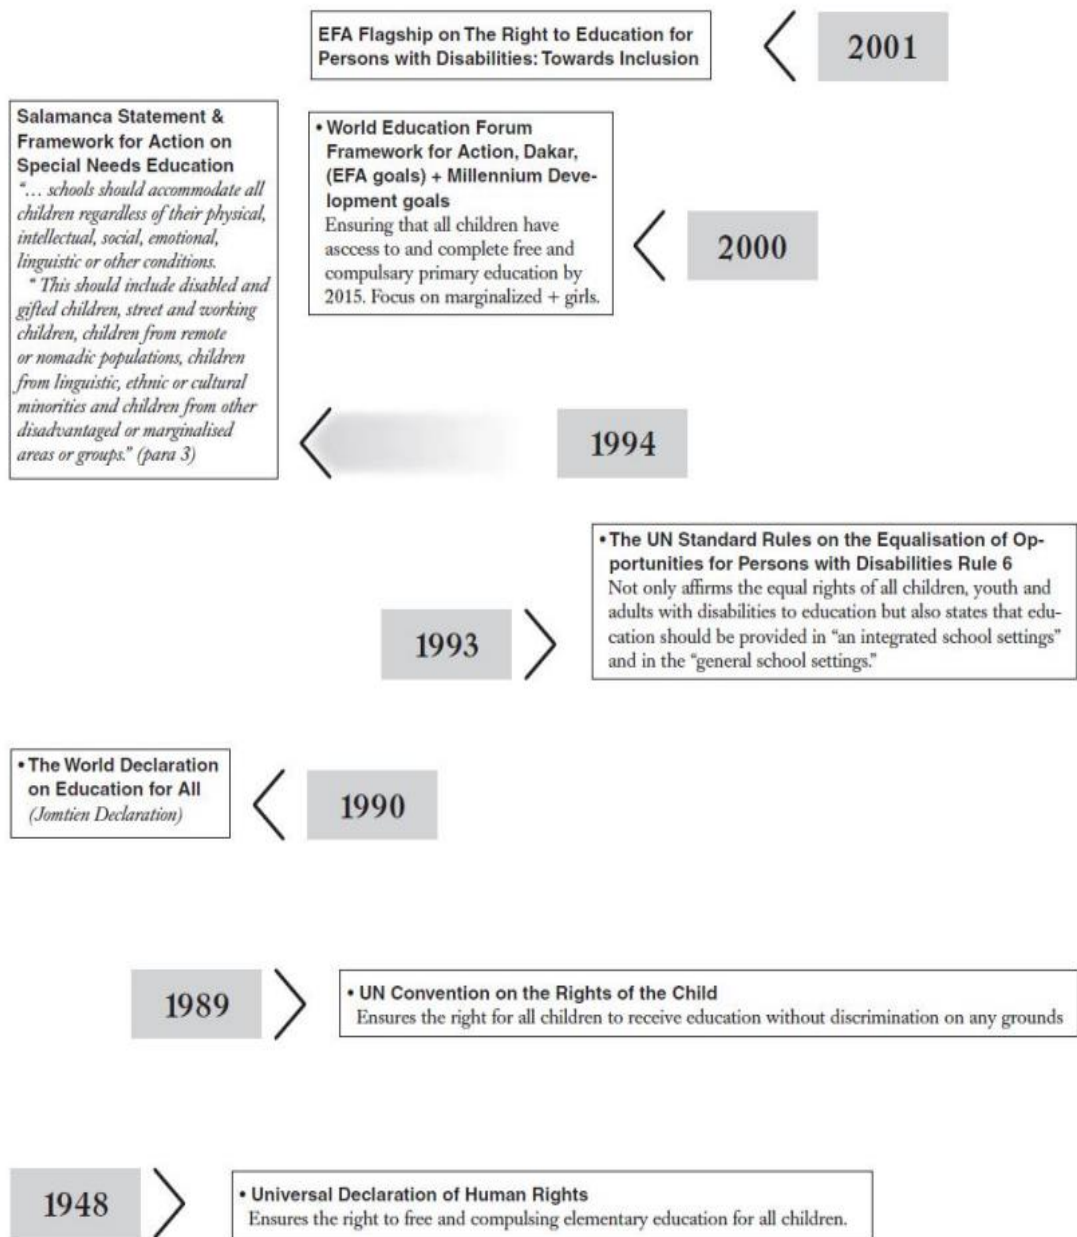 EFA Flagship on The Right to Education for
Persons with Disabilities: Towards Inclusion
2001
Salamanca Statement &
Framework for Action on
Special Needs Education
“… schools should accommodate all
children regardless of their physical,
intellectual, social, emotional,
linguistic or other conditions.
“ This should include disabled and
gifted children, street and working
children, children from remote
or nomadic populations, children
from linguistic, ethnic or cultural
minorities and children from other
disadvantaged or marginalised
areas or groups.” (para 3)
• World Education Forum
Framework for Action, Dakar,
(EFA goals) + Millennium Deve-
lopment goals
Ensuring that all children have
asccess to and complete free and
compulsary primary education by
2015. Focus on marginalized + girls.
2000
1994
• The UN Standard Rules on the Equalisation of Op-
portunities for Persons with Disabilities Rule 6
Not only affirms the equal rights of all children, youth and
adults with disabilities to education but also states that edu-
cation should be provided in “an integrated school settings”
and in the “general school settings.”
1993
• The World Declaration
on Education for All
(Jomtien Declaration)
1990
1989
• UN Convention on the Rights of the Child
Ensures the right for all children to receive education without discrimination on any grounds
1948
• Universal Declaration of Human Rights
Ensures the right to free and compulsing elementary education for all children.